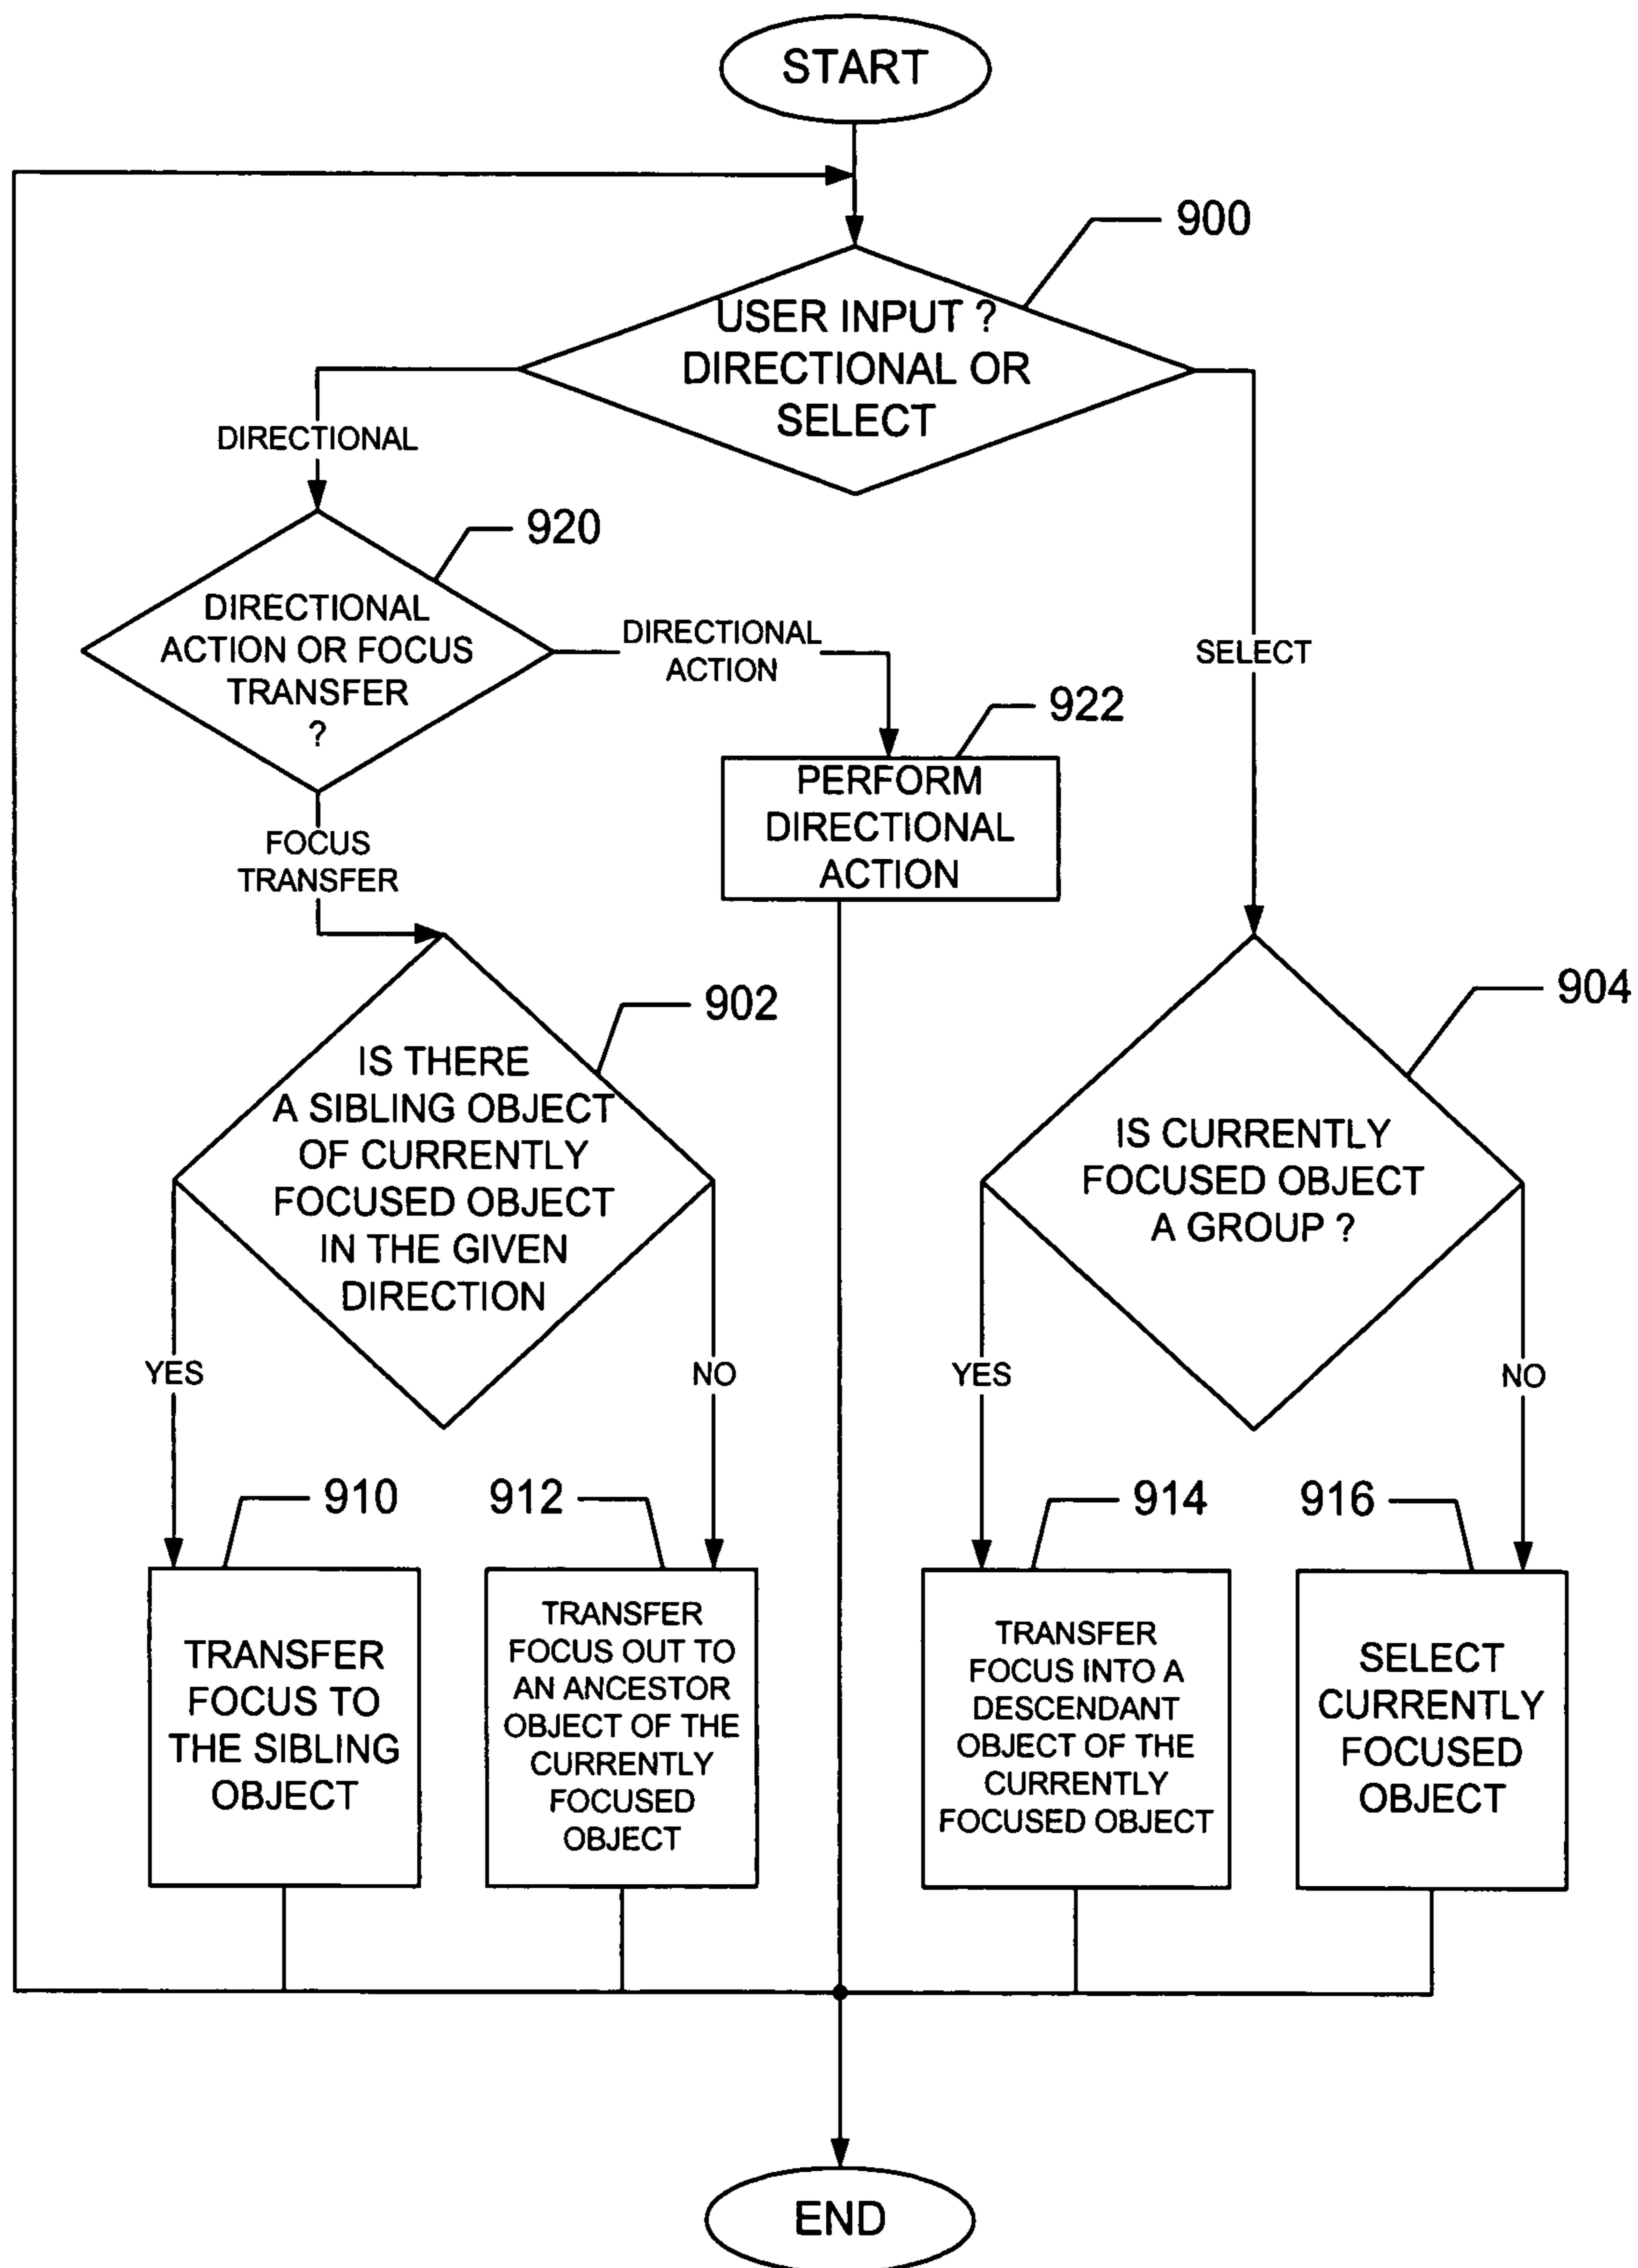 START
900
USER INPUT ?
DIRECTIONAL OR
SELECT
DIRECTIONAL
920
DIRECTIONAL
ACTION OR FOCUS
TRANSFER
?
DIRECTIONAL
ACTION
SELECT
922
PERFORM
DIRECTIONAL
ACTION
FOCUS
TRANSFER
902
IS THERE
A SIBLING OBJECT
OF CURRENTLY
FOCUSED OBJECT
IN THE GIVEN
DIRECTION
904
IS CURRENTLY
FOCUSED OBJECT
A GROUP ?
YES
NO
YES
NO
910
912
914
916
TRANSFER
FOCUS TO
THE SIBLING
OBJECT
TRANSFER
FOCUS OUT TO
AN ANCESTOR
OBJECT OF THE
CURRENTLY
FOCUSED
OBJECT
TRANSFER
FOCUS INTO A
DESCENDANT
OBJECT OF THE
CURRENTLY
FOCUSED OBJECT
SELECT
CURRENTLY
FOCUSED
OBJECT
END